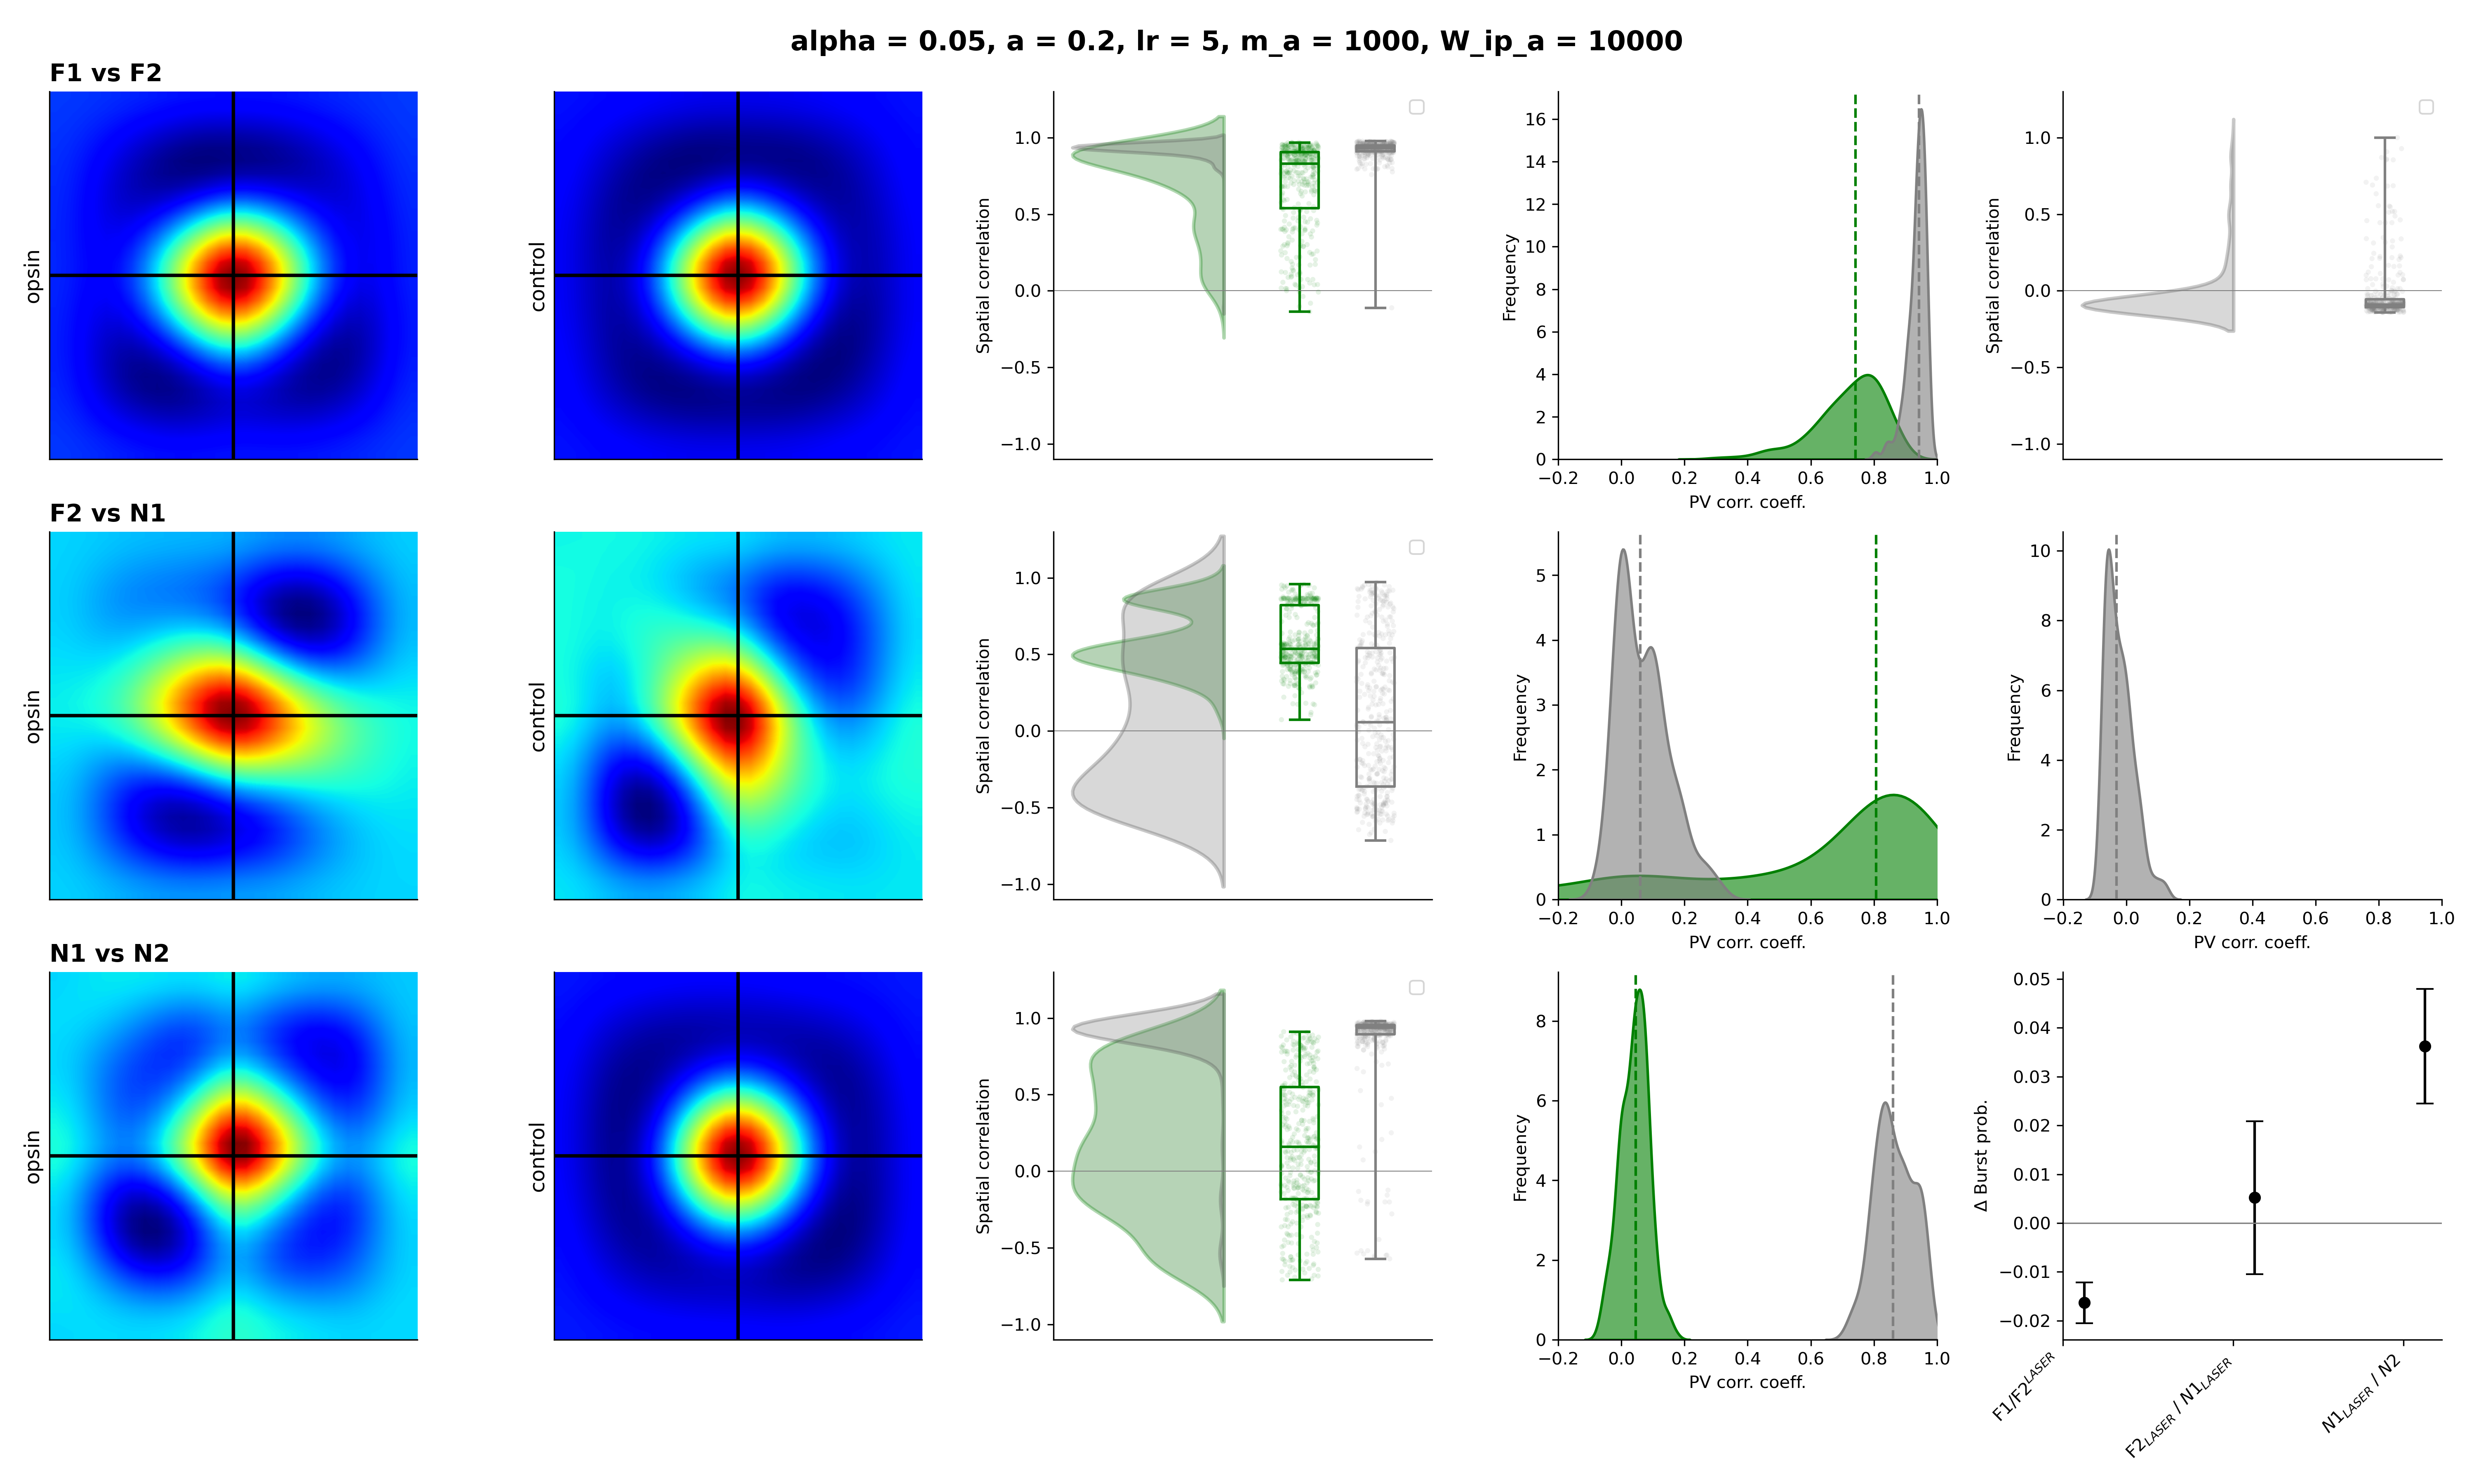 alpha = 0.05, a = 0.2, lr = 5, m_a = 1000, W_ip_a = 10000
F1 vs F2
opsin
control
Spatial correlation
1.0
0.5
0.0
−0.5
−1.0
Frequency
16
14
12
10
8
6
4
2
0
−0.2 0.0 0.2 0.4 0.6 0.8 1.0
PV corr. coeff.
Spatial correlation
1.0
0.5
0.0
−0.5
−1.0
F2 vs N1
opsin
control
Spatial correlation
1.0
0.5
0.0
−0.5
−1.0
Frequency
5
4
3
2
1
0
−0.2 0.0 0.2 0.4 0.6 0.8 1.0
PV corr. coeff.
Frequency
10
8
6
4
2
0
−0.2 0.0 0.2 0.4 0.6 0.8 1.0
PV corr. coeff.
N1 vs N2
opsin
control
Spatial correlation
1.0
0.5
0.0
−0.5
−1.0
Frequency
8
6
4
2
0
−0.2 0.0 0.2 0.4 0.6 0.8 1.0
PV corr. coeff.
Δ Burst prob.
0.05
0.04
0.03
0.02
0.01
0.00
−0.01
−0.02
F1/F2^LASER
F2_LASER / N1_LASER
N1_LASER / N2